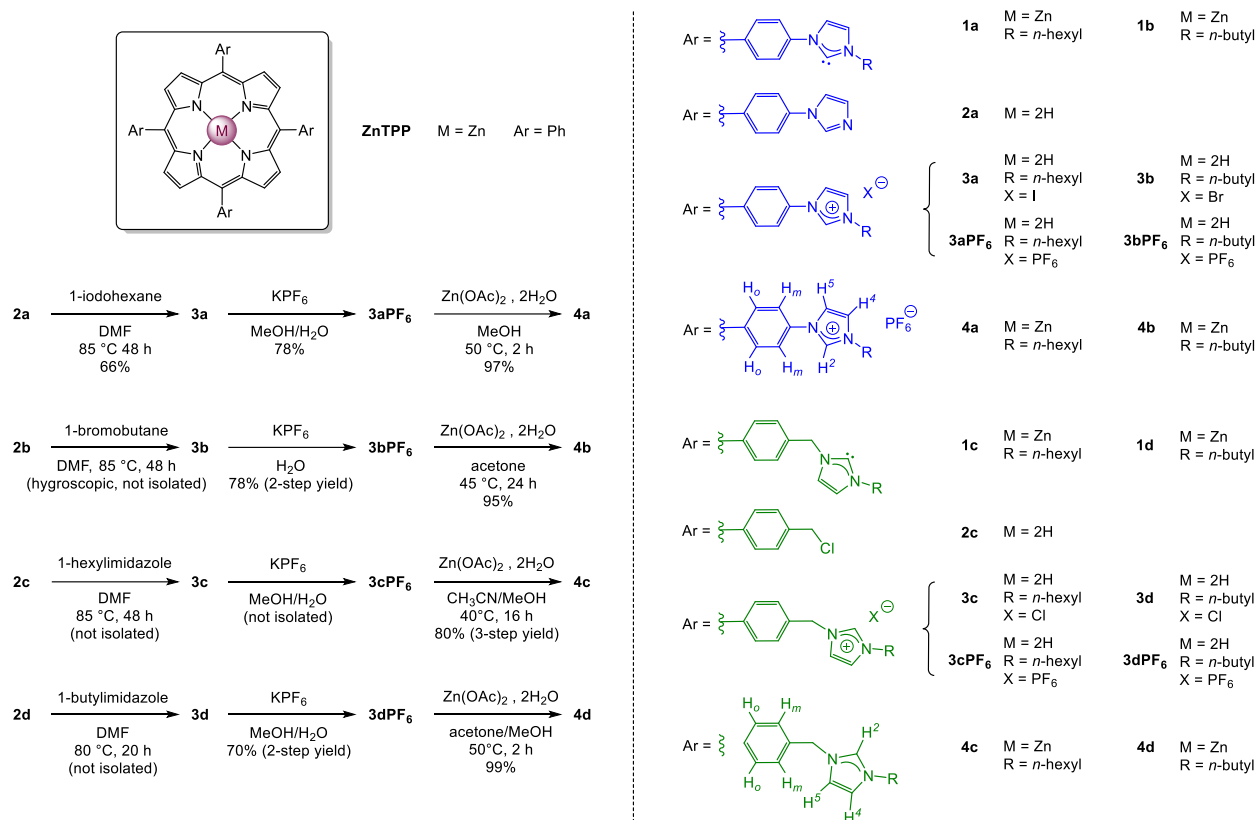 Ar
N
N
Ar
M
Ar
N
N
Ar
ZnTPP M = Zn Ar = Ph
2a
1-iodohexane
DMF
85 °C 48 h
66%
3a
KPF6
MeOH/H2O
78%
3aPF6
Zn(OAc)2 , 2H2O
MeOH
50 °C, 2 h
97%
4a
2b
1-bromobutane
DMF, 85 °C, 48 h
(hygroscopic, not isolated)
3b
KPF6
H2O
78% (2-step yield)
3bPF6
Zn(OAc)2 , 2H2O
acetone
45 °C, 24 h
95%
4b
2c
1-hexylimidazole
DMF
85 °C, 48 h
(not isolated)
3c
KPF6
MeOH/H2O
(not isolated)
3cPF6
Zn(OAc)2 , 2H2O
CH3CN/MeOH
40°C, 16 h
80% (3-step yield)
4c
2d
1-butylimidazole
DMF
80 °C, 20 h
(not isolated)
3d
KPF6
MeOH/H2O
70% (2-step yield)
3dPF6
Zn(OAc)2, 2H2O
acetone/MeOH
50°C, 2 h
99%
4d
Ar =
N
N
R
1a
M = Zn
R = n-hexyl
1b
M = Zn
R = n-butyl
Ar =
N
N
2a
M = 2H
Ar =
N
N
R
X ⊖
⊕
3a
M = 2H
R = n-hexyl
X = I
3b
M = 2H
R = n-butyl
X = Br
3aPF6
M = 2H
R = n-hexyl
X = PF6
3bPF6
M = 2H
R = n-butyl
X = PF6
Ar =
Ho
Hm
H5
H4
N
N
R
⊕
PF6⊖
Ho
Hm
H2
4a
M = Zn
R = n-hexyl
4b
M = Zn
R = n-butyl
Ar =
N
N
R
1c
M = Zn
R = n-hexyl
1d
M = Zn
R = n-butyl
Ar =
Cl
2c
M = 2H
Ar =
N
N
R
X ⊖
⊕
3c
M = 2H
R = n-hexyl
X = Cl
3d
M = 2H
R = n-butyl
X = Cl
3cPF6
M = 2H
R = n-hexyl
X = PF6
3dPF6
M = 2H
R = n-butyl
X = PF6
Ar =
Ho
Hm
H2
N
N
R
Ho
Hm
H5
H4
4c
M = Zn
R = n-hexyl
4d
M = Zn
R = n-butyl